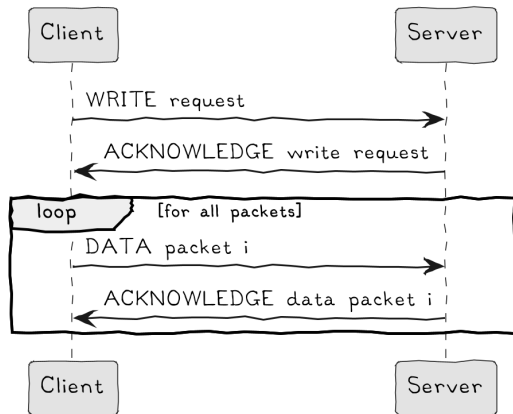 Client Server
WRITE request
ACKNOWLEDGE write request
loop [for all packets]
DATA packet i
ACKNOWLEDGE data packet i
Client Server